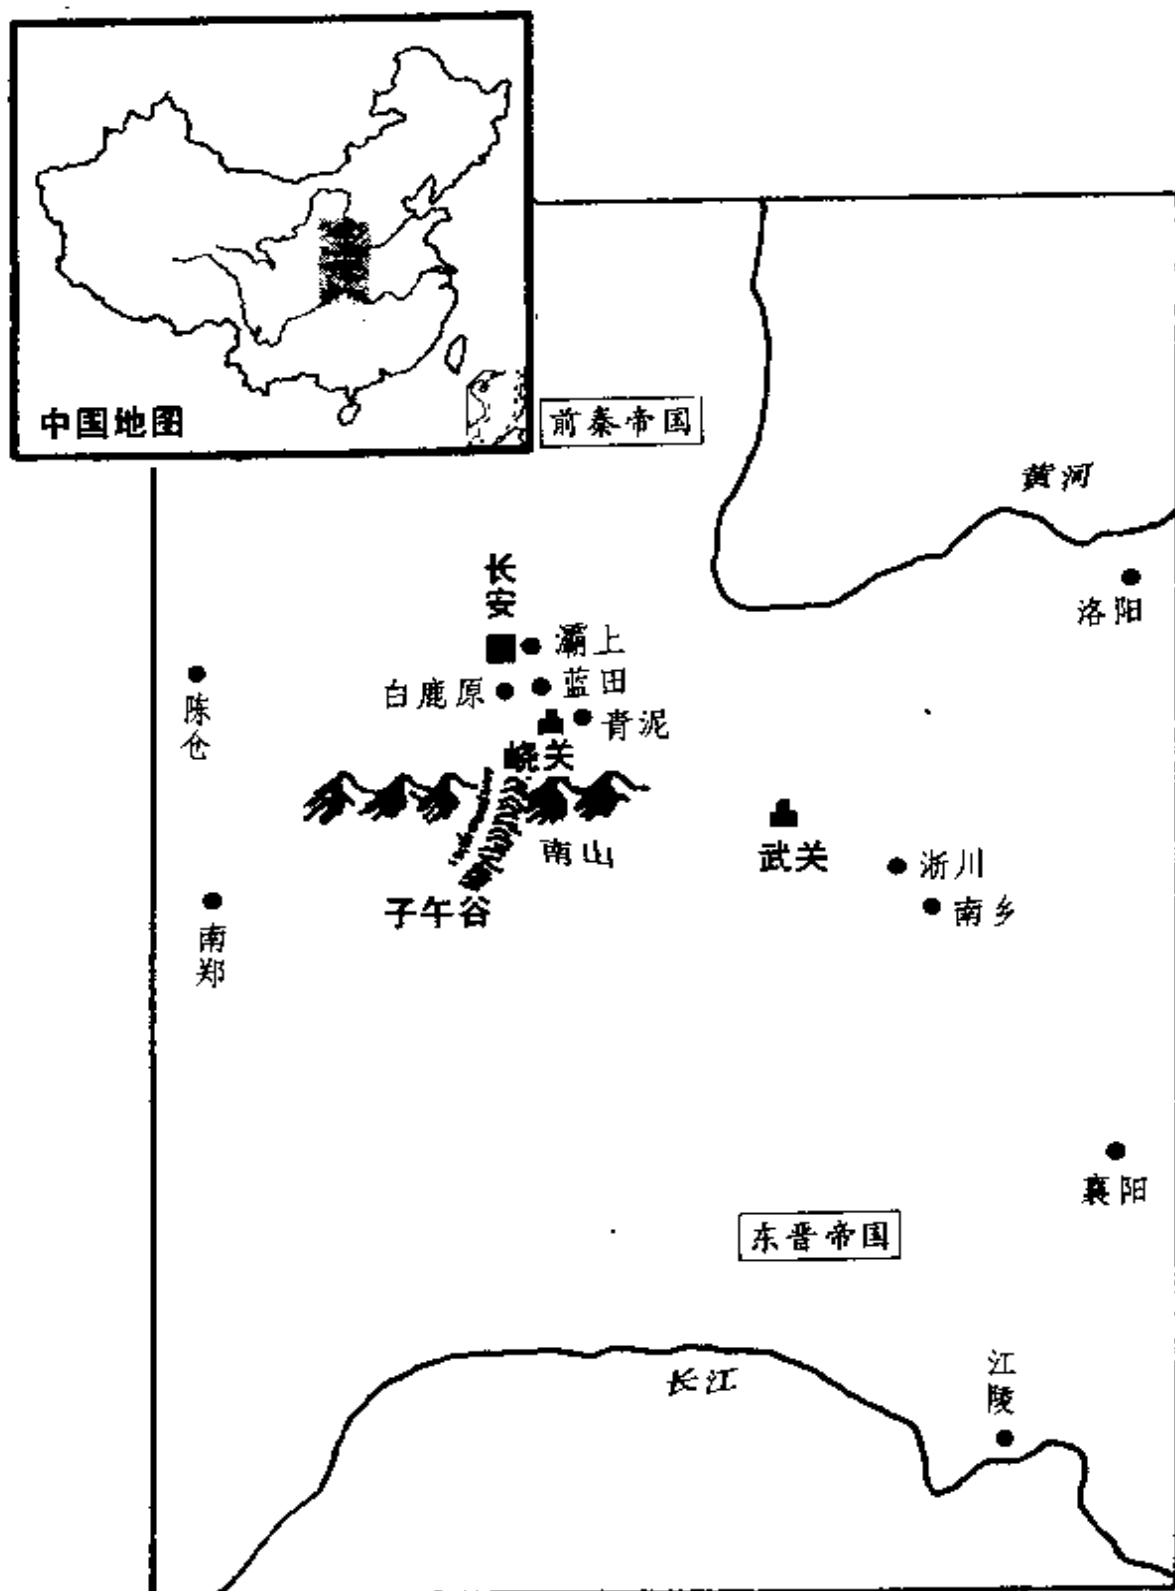 中国地图
前秦帝国
黄河
洛阳
长安
灞上
白鹿原
蓝田
青泥
峣关
陈仓
南山
子午谷
武关
淅川
南乡
南郑
襄阳
东晋帝国
长江
江陵